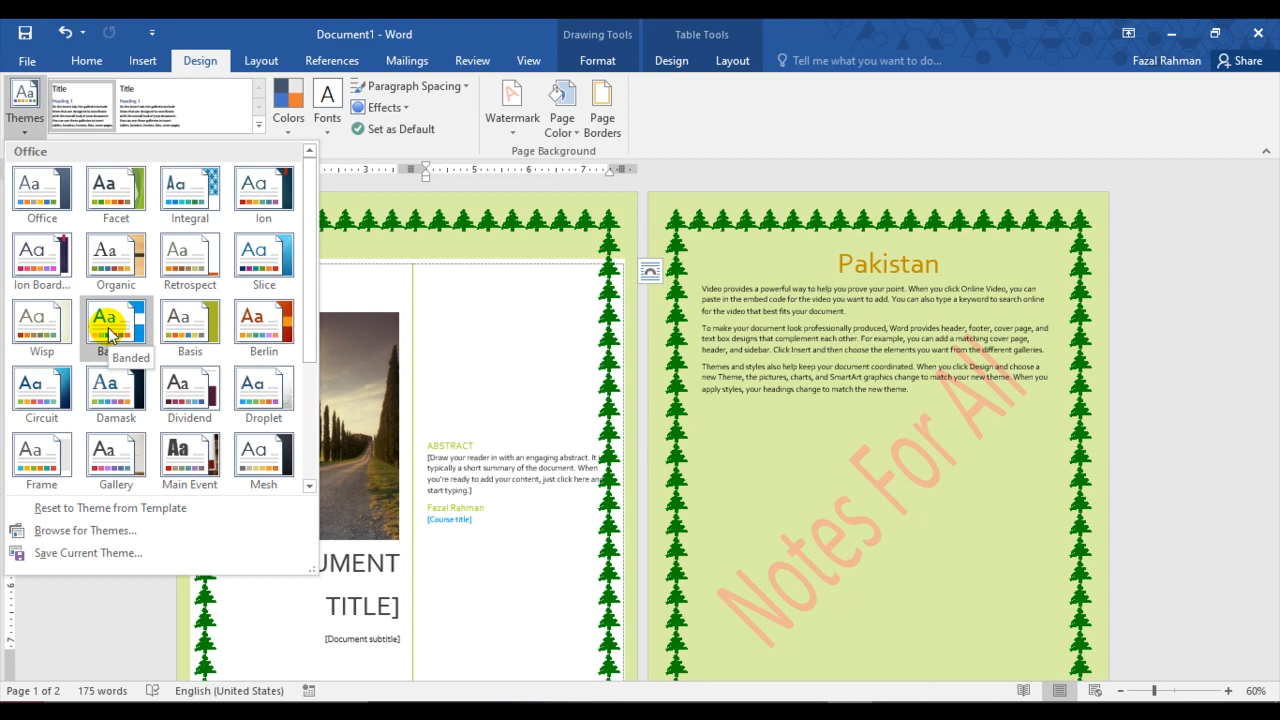 Document1 - Word
Drawing Tools
Table Tools
File
Home
Insert
Design
Layout
References
Mailings
Review
View
Format
Design
Layout
Tell me what you want to do...
Fazal Rahman
Share
Themes
Title
Heading 1
Title
Heading 1
Colors
Fonts
Paragraph Spacing
Effects
Set as Default
Watermark
Page Color
Page Borders
Page Background
Office
Office
Facet
Integral
Ion
Ion Board...
Organic
Retrospect
Slice
Wisp
Banded
Basis
Berlin
Circuit
Damask
Dividend
Droplet
Frame
Gallery
Main Event
Mesh
Reset to Theme from Template
Browse for Themes...
Save Current Theme...
3 5 6 7
ABSTRACT
[Draw your reader in with an engaging abstract. It i
typically a short summary of the document. When
you're ready to add your content, just click here an
start typing.]
Fazal Rahman
[Course title]
UMENT
TITLE]
[Document subtitle]
Pakistan
Video provides a powerful way to help you prove your point. When you click Online Video, you can
paste in the embed code for the video you want to add. You can also type a keyword to search online
for the video that best fits your document.
To make your document look professionally produced, Word provides header, footer, cover page, and
text box designs that complement each other. For example, you can add a matching cover page,
header, and sidebar. Click Insert and then choose the elements you want from the different galleries.
Themes and styles also help keep your document coordinated. When you click Design and choose a
new Theme, the pictures, charts, and SmartArt graphics change to match your new theme. When you
apply styles, your headings change to match the new theme.
Notes For All
Page 1 of 2
175 words
English (United States)
60%